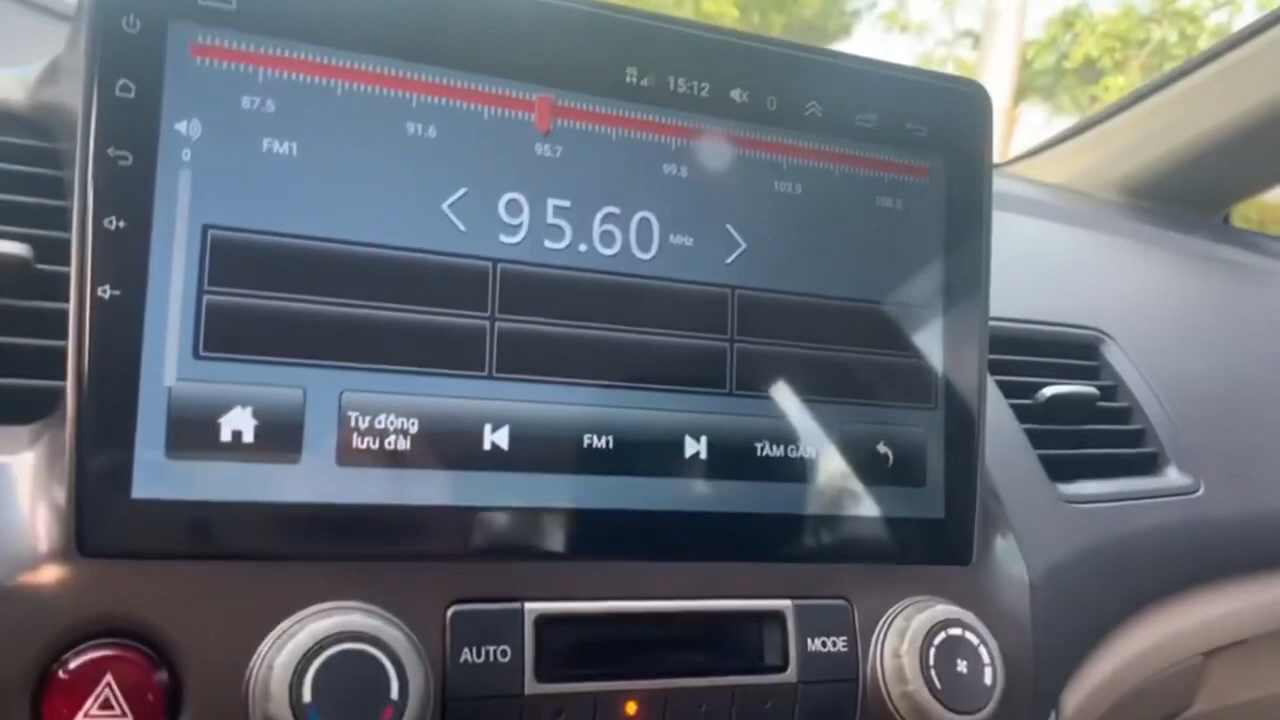 15:12
0
87.5
91.6
95.7
99.8
103.9
108.0
0
FM1
95.60
MHz
Tự động
lưu đài
FM1
TẦM GẦN
AUTO
MODE